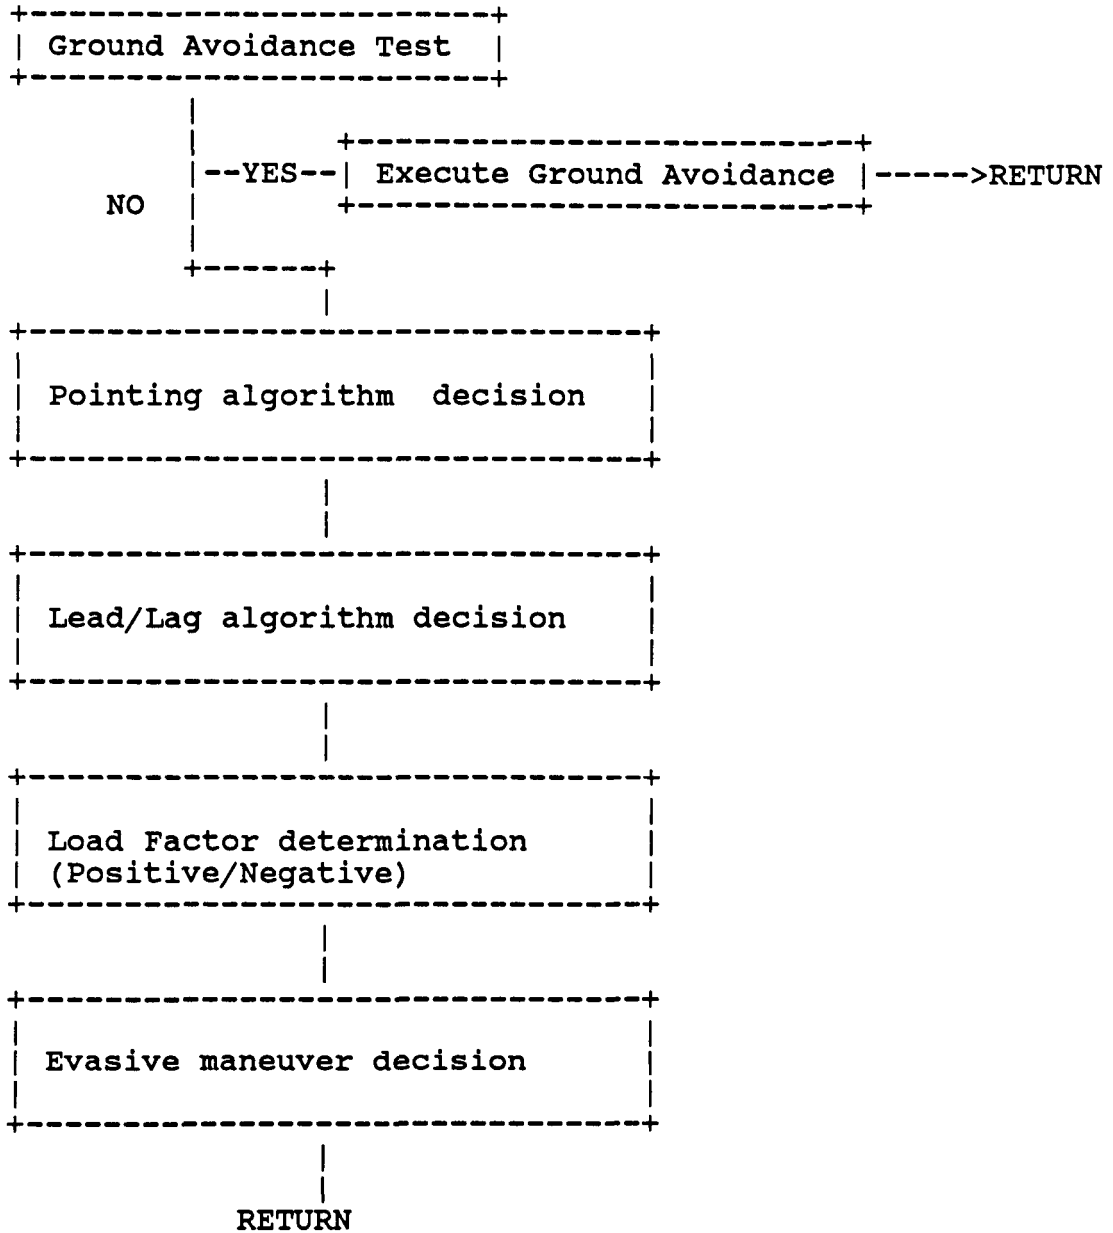 Ground Avoidance Test
--YES--
Execute Ground Avoidance
----->RETURN
NO
Pointing algorithm decision
Lead/Lag algorithm decision
Load Factor determination
(Positive/Negative)
Evasive maneuver decision
RETURN